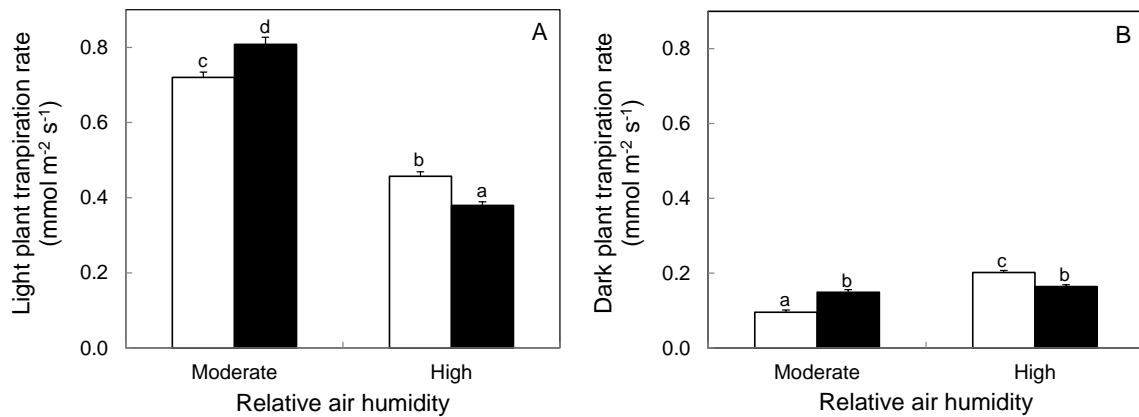 A
Light plant tranpiration rate
(mmol m⁻² s⁻¹)
0.8
0.6
0.4
0.2
0.0
c
d
b
a
Moderate
High
Relative air humidity
B
Dark plant tranpiration rate
(mmol m⁻² s⁻¹)
0.8
0.6
0.4
0.2
0.0
a
b
c
b
Moderate
High
Relative air humidity